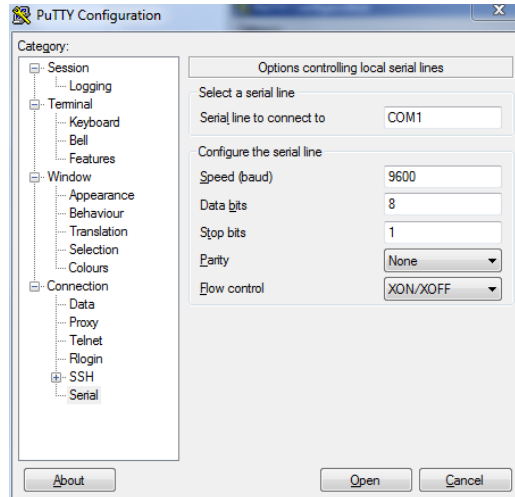 PuTTY Configuration
Category:
Session
Logging
Terminal
Keyboard
Bell
Features
Window
Appearance
Behaviour
Translation
Selection
Colours
Connection
Data
Proxy
Telnet
Rlogin
SSH
Serial
Options controlling local serial lines
Select a serial line
Serial line to connect to COM1
Configure the serial line
Speed (baud) 9600
Data bits 8
Stop bits 1
Parity None
Flow control XON/XOFF
About Open Cancel